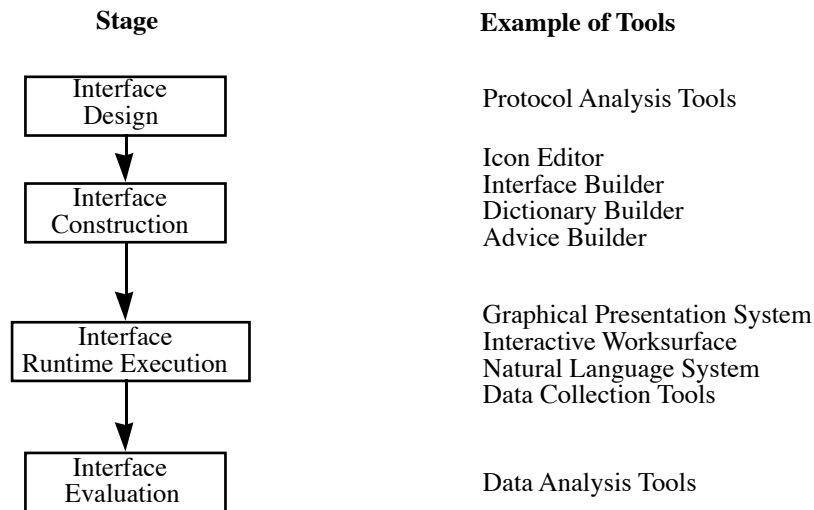 Stage
Example of Tools
Interface
Design
Protocol Analysis Tools
Icon Editor
Interface Builder
Dictionary Builder
Advice Builder
Interface
Construction
Graphical Presentation System
Interactive Worksurface
Natural Language System
Data Collection Tools
Interface
Runtime Execution
Interface
Evaluation
Data Analysis Tools